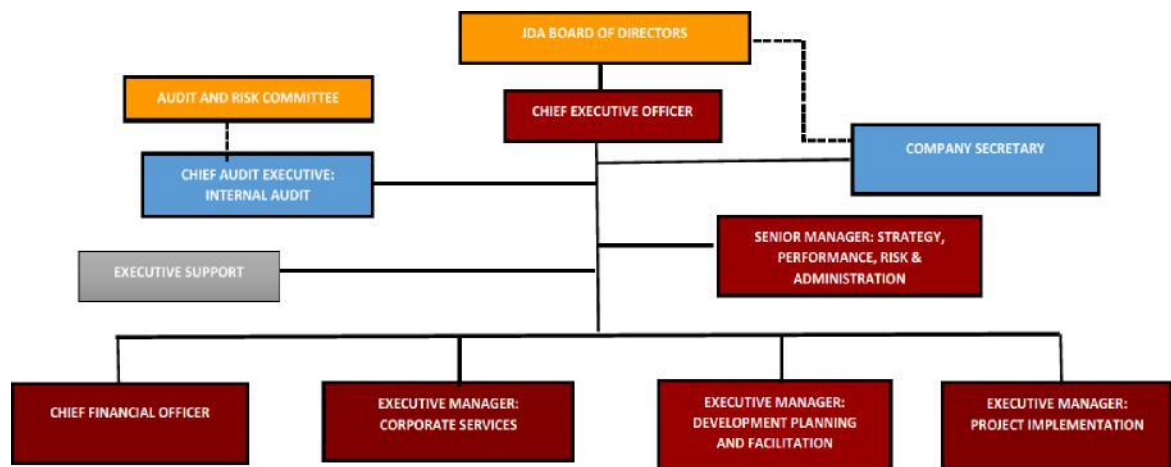 JDA BOARD OF DIRECTORS
AUDIT AND RISK COMMITTEE
CHIEF EXECUTIVE OFFICER
COMPANY SECRETARY
CHIEF AUDIT EXECUTIVE:
INTERNAL AUDIT
SENIOR MANAGER: STRATEGY,
PERFORMANCE, RISK &
ADMINISTRATION
EXECUTIVE SUPPORT
CHIEF FINANCIAL OFFICER
EXECUTIVE MANAGER:
CORPORATE SERVICES
EXECUTIVE MANAGER:
DEVELOPMENT PLANNING
AND FACILITATION
EXECUTIVE MANAGER:
PROJECT IMPLEMENTATION